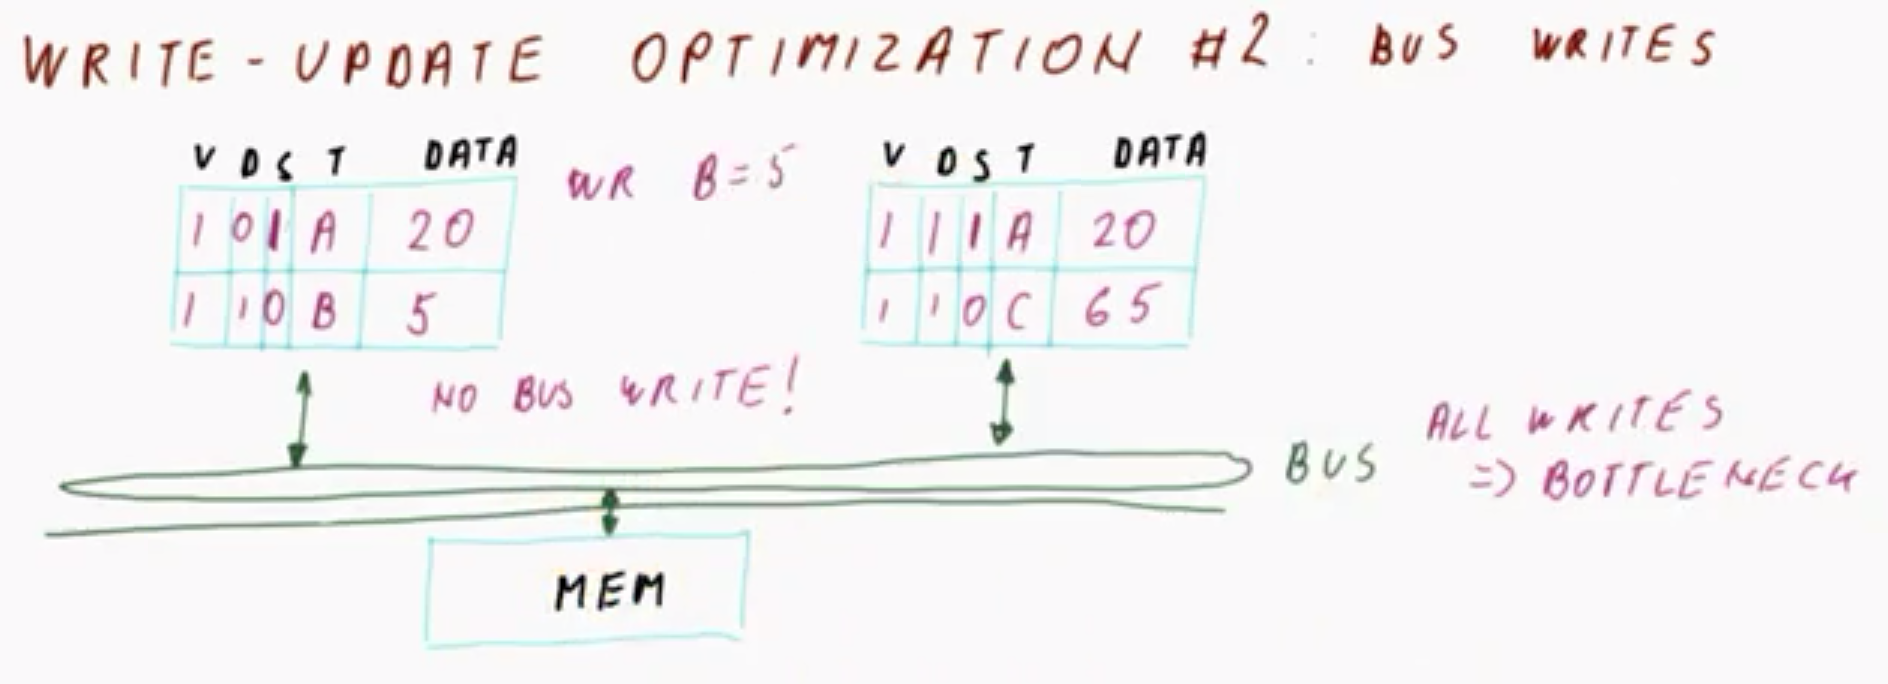 WRITE-UPDATE OPTIMIZATION #2: BUS WRITES
V D S T DATA
1 0 1 A 20
1 1 0 B 5
WR B=5
V D S T DATA
1 1 1 A 20
1 1 0 C 65
NO BUS WRITE!
BUS
ALL WRITES
=> BOTTLENECK
MEM